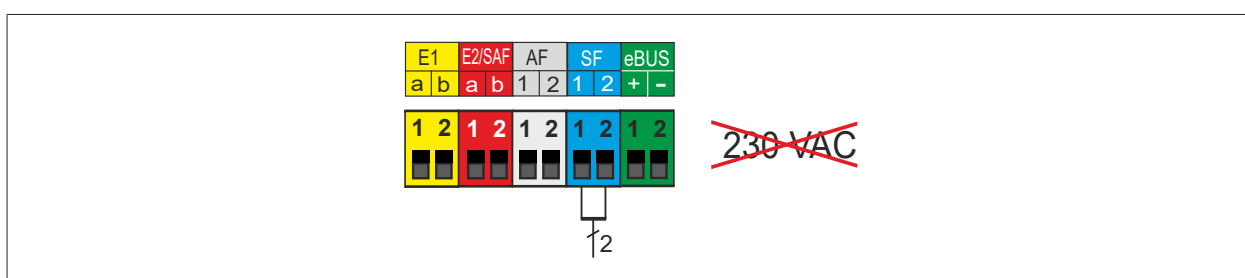 E1 E2/SAF AF SF eBUS
a b a b 1 2 1 2 + -
1 2 1 2 1 2 1 2 1 2
230 VAC
2